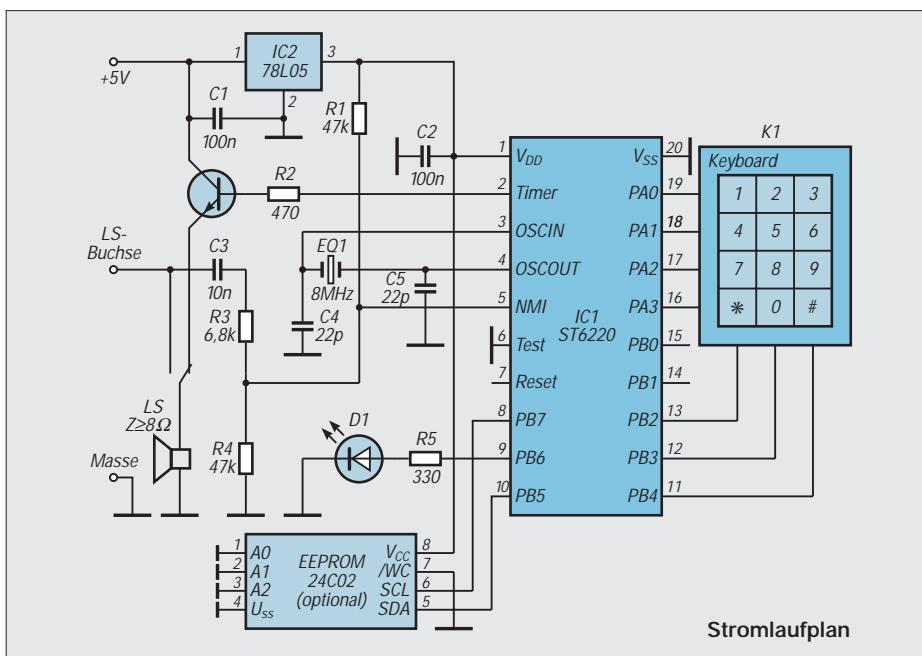 1
IC2
78L05
3
2
+5V
C1
100n
R1
47k
C2
100n
R2
470
LS-
Buchse
C3
10n
R3
6,8k
EQ1
8MHz
C5
22p
C4
22p
LS
Z≥8Ω
Masse
R4
47k
D1
R5
330
1 VDD
2 Timer
3 OSCIN
4 OSCOUT
5 NMI
6 Test
7 Reset
8 PB7
9 PB6
10 PB5
IC1
ST6220
VSS 20
PA0 19
PA1 18
PA2 17
PA3 16
PB0 15
PB1 14
PB2 13
PB3 12
PB4 11
K1
Keyboard
1 2 3
4 5 6
7 8 9
* 0 #
1 A0
2 A1
3 A2
4 USS
EEPROM
24C02
(optional)
VCC 8
/WC 7
SCL 6
SDA 5
Stromlaufplan